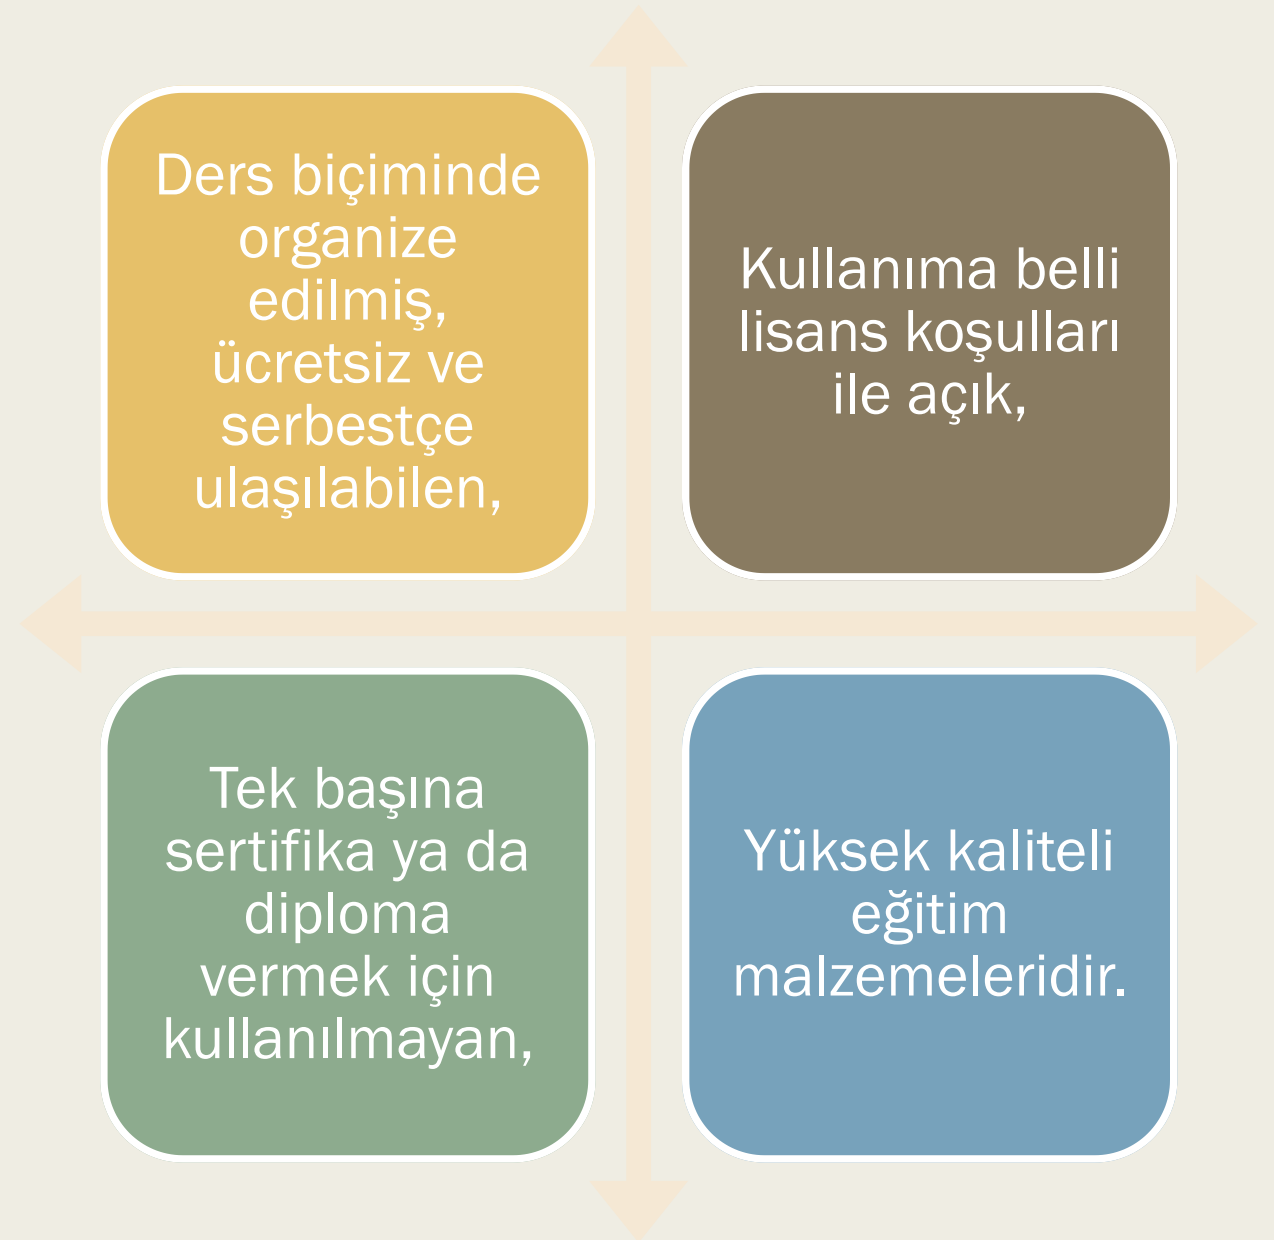 Ders biçiminde
organize
edilmiş,
ücretsiz ve
serbestçe
ulaşılabilen,
Kullanıma belli
lisans koşulları
ile açık,
Tek başına
sertifika ya da
diploma
vermek için
kullanılmayan,
Yüksek kaliteli
eğitim
malzemeleridir.